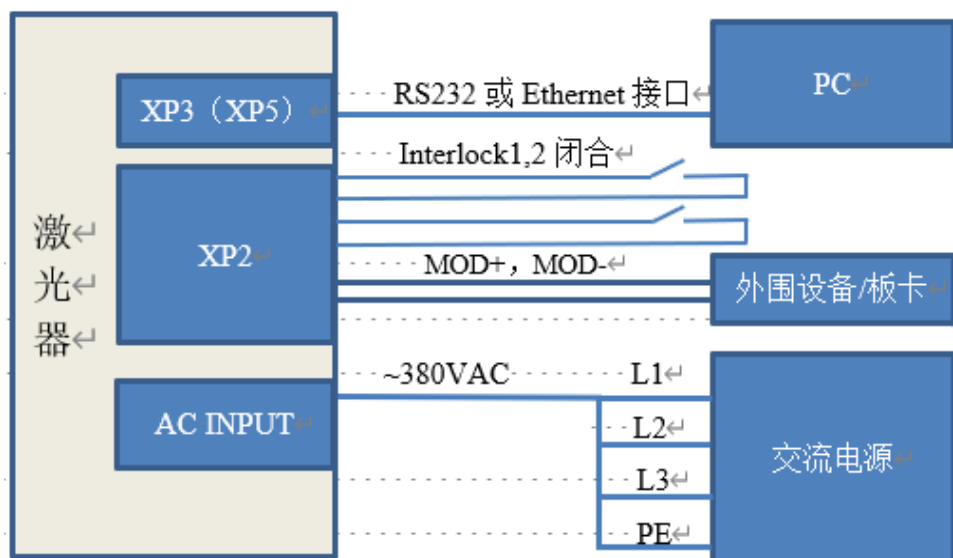 激
光
器
XP3（XP5）
RS232 或 Ethernet 接口
PC
Interlock1,2 闭合
XP2
MOD+，MOD-
外围设备/板卡
AC INPUT
~380VAC
L1
L2
L3
PE
交流电源